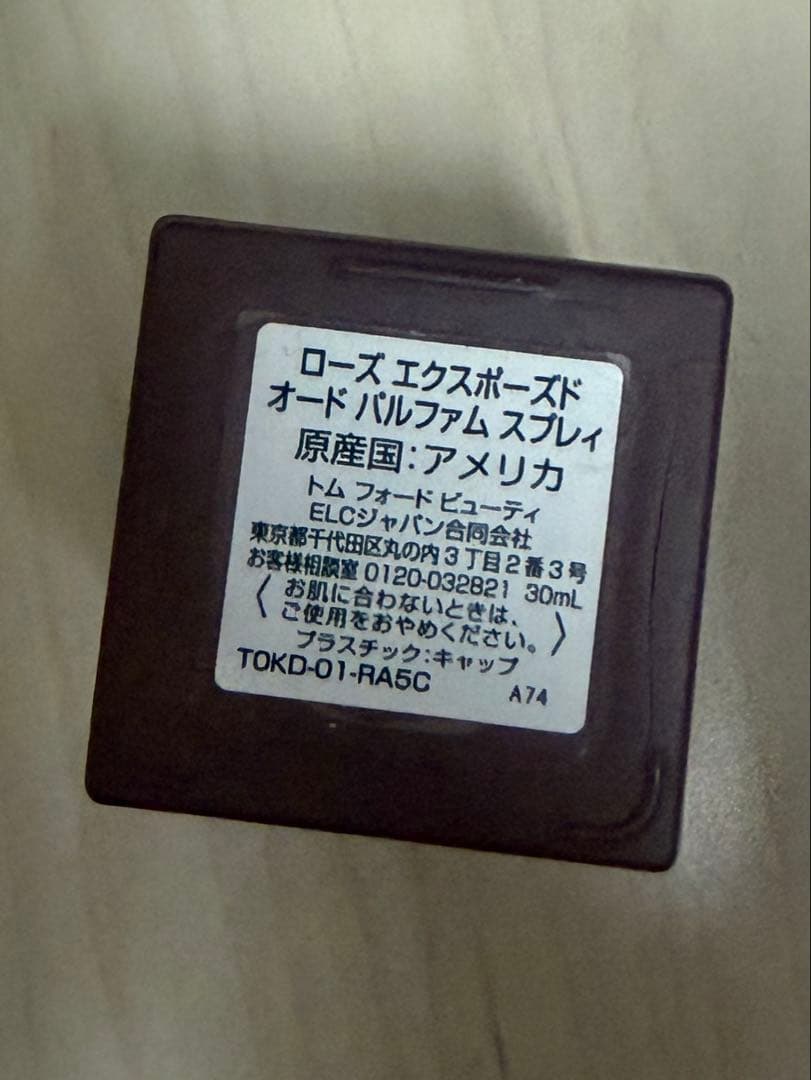 ローズ エクスポーズド
オード パルファム スプレィ
原産国:アメリカ
トム フォード ビューティ
ELCジャパン合同会社
東京都千代田区丸の内3丁目2番3号
お客様相談室 0120-032821 30mL
〈お肌に合わないときは、
ご使用をおやめください。〉
プラスチック:キャップ
TOKD-01-RA5C A74